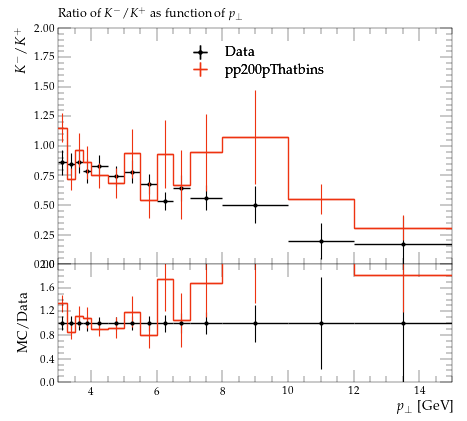 Ratio of K⁻/K⁺ as function of p⊥
K⁻/K⁺
Data
pp200pThatbins
2.00
1.75
1.50
1.25
1.00
0.75
0.50
0.25
2.00
MC/Data
1.6
1.2
0.8
0.4
0.0
4 6 8 10 12 14
p⊥ [GeV]